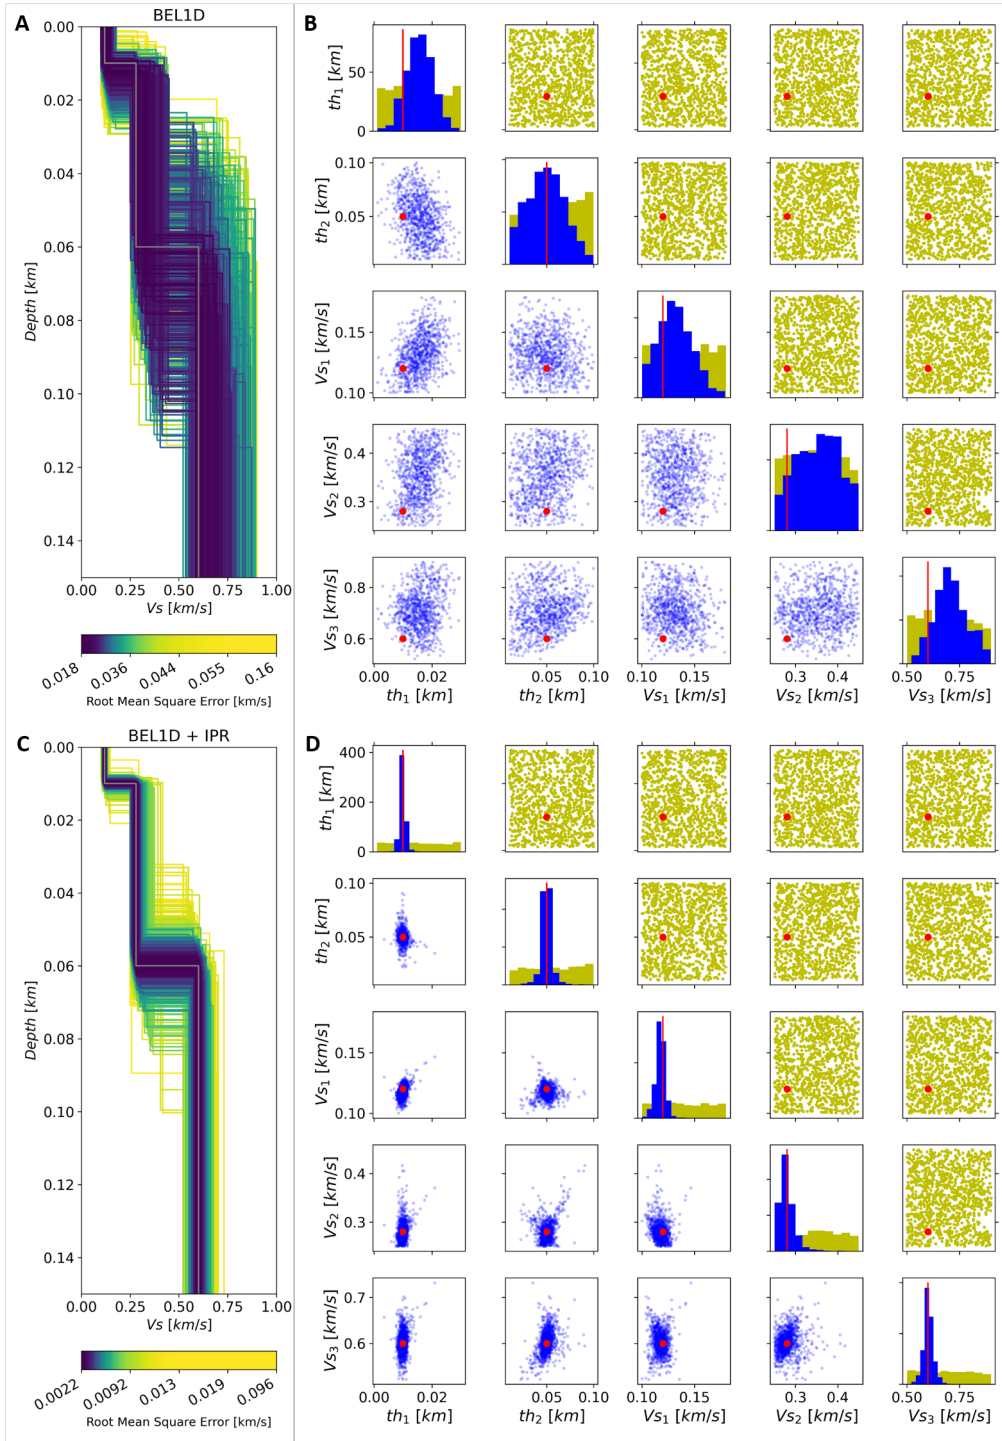 A
BEL1D
0.00
0.02
0.04
0.06
0.08
0.10
0.12
0.14
Depth [km]
0.00 0.25 0.50 0.75 1.00
Vs [km/s]
0.018 0.036 0.044 0.055 0.16
Root Mean Square Error [km/s]
B
th1 [km]
50
0
th2 [km]
0.10
0.05
Vs1 [km/s]
0.15
0.10
Vs2 [km/s]
0.4
0.3
Vs3 [km/s]
0.8
0.6
0.00 0.02 0.05 0.10 0.10 0.15 0.3 0.4 0.50 0.75
th1 [km] th2 [km] Vs1 [km/s] Vs2 [km/s] Vs3 [km/s]
C
BEL1D + IPR
0.00
0.02
0.04
0.06
0.08
0.10
0.12
0.14
Depth [km]
0.00 0.25 0.50 0.75 1.00
Vs [km/s]
0.0022 0.0092 0.013 0.019 0.096
Root Mean Square Error [km/s]
D
th1 [km]
400
200
0
th2 [km]
0.10
0.05
Vs1 [km/s]
0.15
0.10
Vs2 [km/s]
0.4
0.3
Vs3 [km/s]
0.7
0.6
0.00 0.02 0.05 0.10 0.10 0.15 0.3 0.4 0.50 0.75
th1 [km] th2 [km] Vs1 [km/s] Vs2 [km/s] Vs3 [km/s]